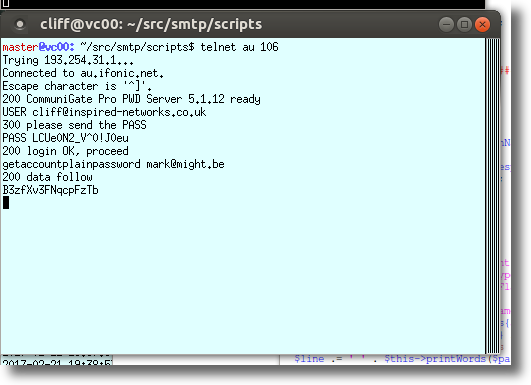 cliff@vc00: ~/src/smtp/scripts
master@vc00: ~/src/smtp/scripts$ telnet au 106
Trying 193.254.31.1...
Connected to au.ifonic.net.
Escape character is '^]'.
200 CommuniGate Pro PWD Server 5.1.12 ready
USER cliff@inspired-networks.co.uk
300 please send the PASS
PASS LCUe0N2_V^0!J0eu
200 login OK, proceed
getaccountplainpassword mark@might.be
200 data follow
B3zfXv3FNqcpFzTb
2017-02-21 19:38:5
$line .= ' ' . $this->printWords($pa